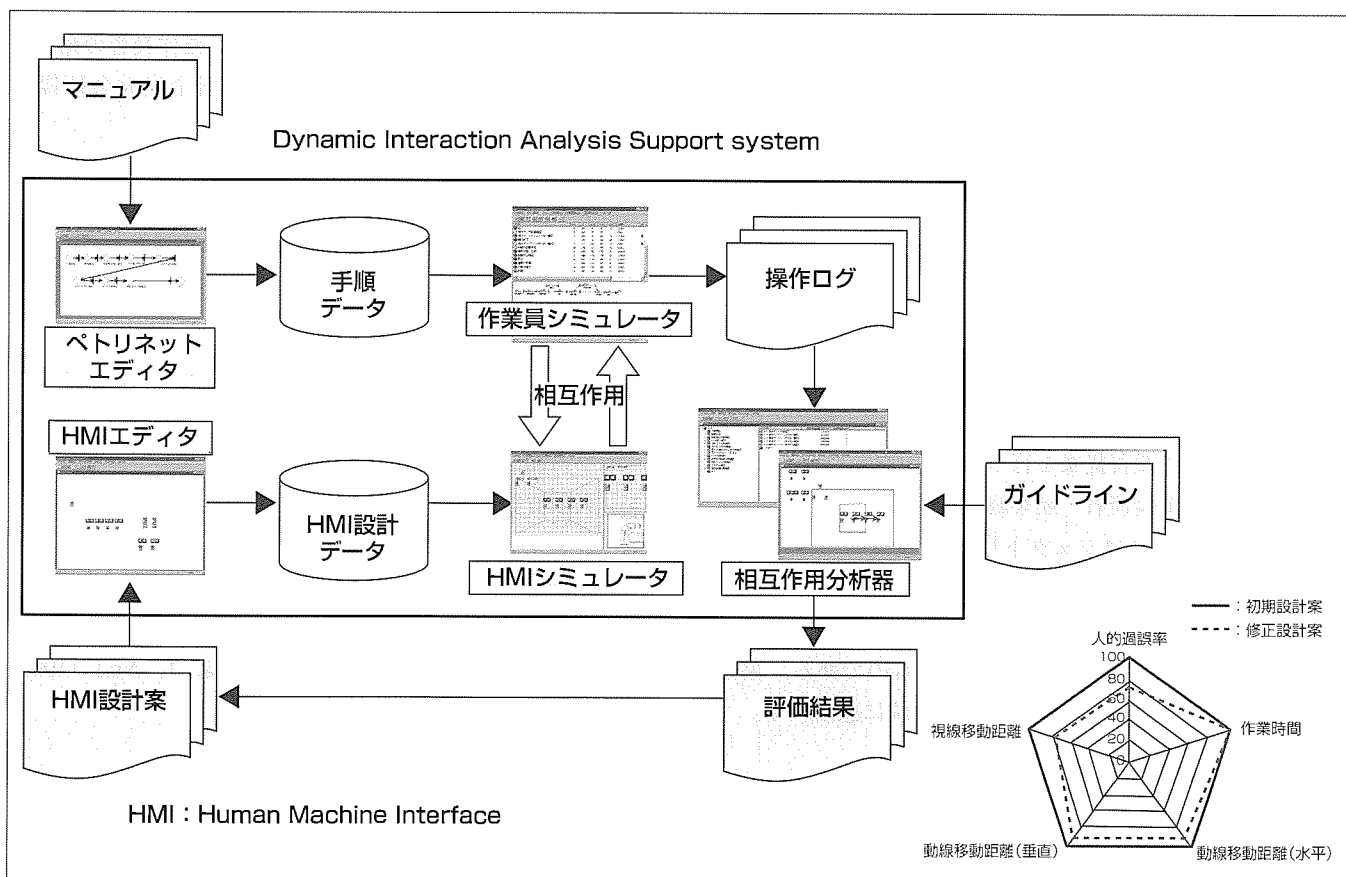 マニュアル
Dynamic Interaction Analysis Support system
ペトリネット
エディタ
手順
データ
作業員シミュレータ
操作ログ
相互作用
HMIエディタ
HMI設計
データ
HMIシミュレータ
相互作用分析器
ガイドライン
HMI設計案
評価結果
HMI：Human Machine Interface
：初期設計案
：修正設計案
人的過誤率
100
80
60
40
20
0
視線移動距離
作業時間
動線移動距離(垂直)
動線移動距離(水平)